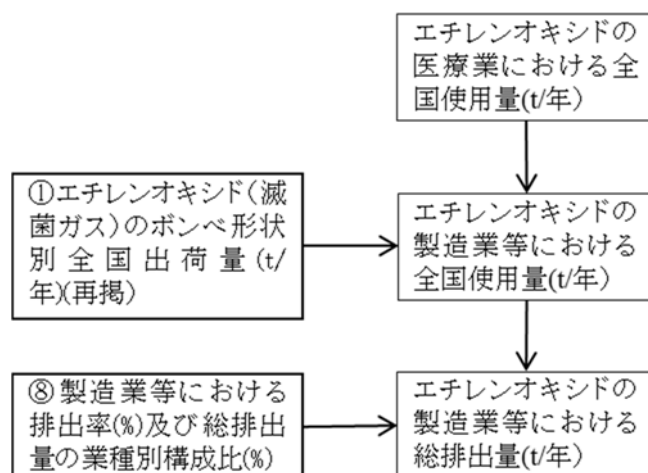 エチレンオキシドの
医療業における全
国使用量(t/年)
①エチレンオキシド(滅
菌ガス)のボンベ形状
別全国出荷量(t/
年)(再掲)
エチレンオキシドの
製造業等における
全国使用量(t/年)
⑧製造業等における
排出率(%)及び総排出
量の業種別構成比(%)
エチレンオキシドの
製造業等における
総排出量(t/年)